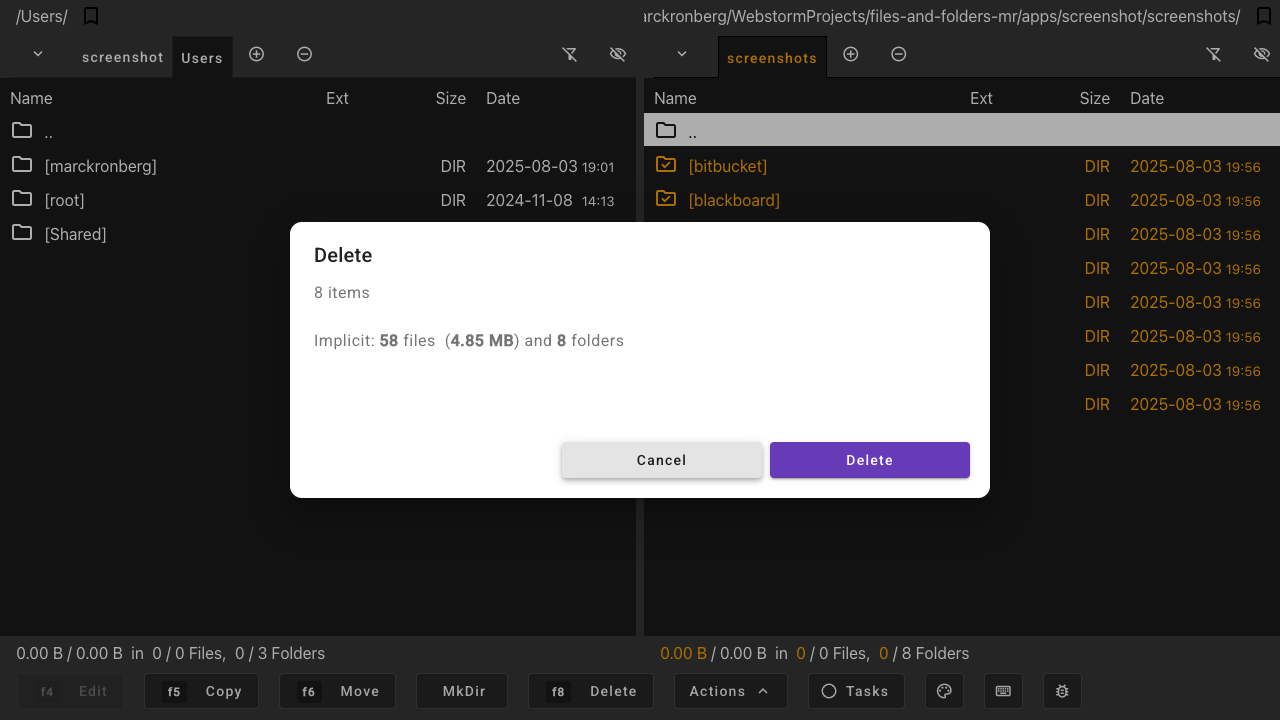 /Users/
arckronberg/WebstormProjects/files-and-folders-mr/apps/screenshot/screenshots/
screenshot Users
screenshots
Name Ext Size Date
Name Ext Size Date
..
..
[marckronberg] DIR 2025-08-03 19:01
[bitbucket] DIR 2025-08-03 19:56
[root] DIR 2024-11-08 14:13
[blackboard] DIR 2025-08-03 19:56
[Shared]
DIR 2025-08-03 19:56
DIR 2025-08-03 19:56
DIR 2025-08-03 19:56
DIR 2025-08-03 19:56
DIR 2025-08-03 19:56
DIR 2025-08-03 19:56
Delete
8 items
Implicit: 58 files (4.85 MB) and 8 folders
Cancel Delete
0.00 B / 0.00 B in 0 / 0 Files, 0 / 3 Folders
0.00 B / 0.00 B in 0 / 0 Files, 0 / 8 Folders
f4 Edit f5 Copy f6 Move MkDir f8 Delete Actions Tasks